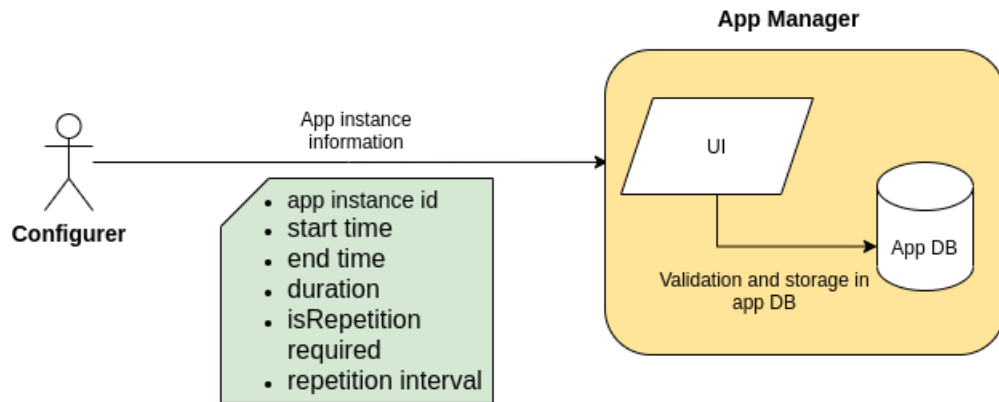 App Manager
App instance
information
UI
Configurer
• app instance id
• start time
• end time
• duration
• isRepetition
required
• repetition interval
App DB
Validation and storage in
app DB